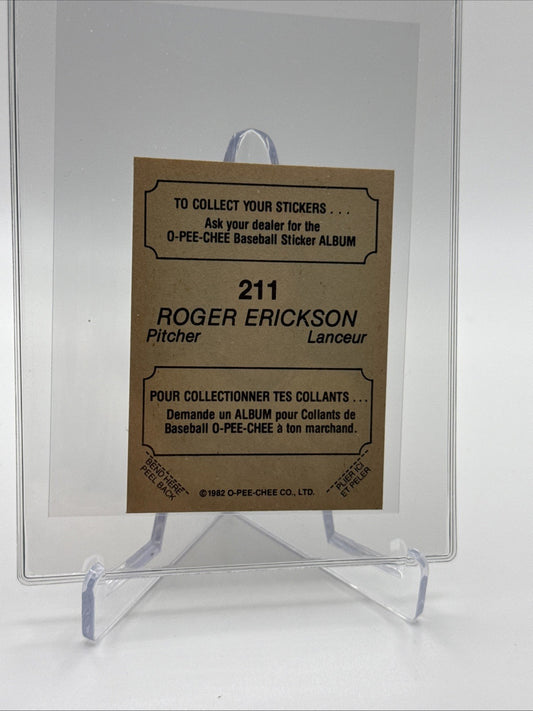 TO COLLECT YOUR STICKERS . . .
Ask your dealer for the
O-PEE-CHEE Baseball Sticker ALBUM
211
ROGER ERICKSON
Pitcher Lanceur
POUR COLLECTIONNER TES COLLANTS . . .
Demande un ALBUM pour Collants de
Baseball O-PEE-CHEE à ton marchand.
BEND HERE
PEEL BACK
©1982 O-PEE-CHEE CO., LTD.
PLIER ICI
ET PELER